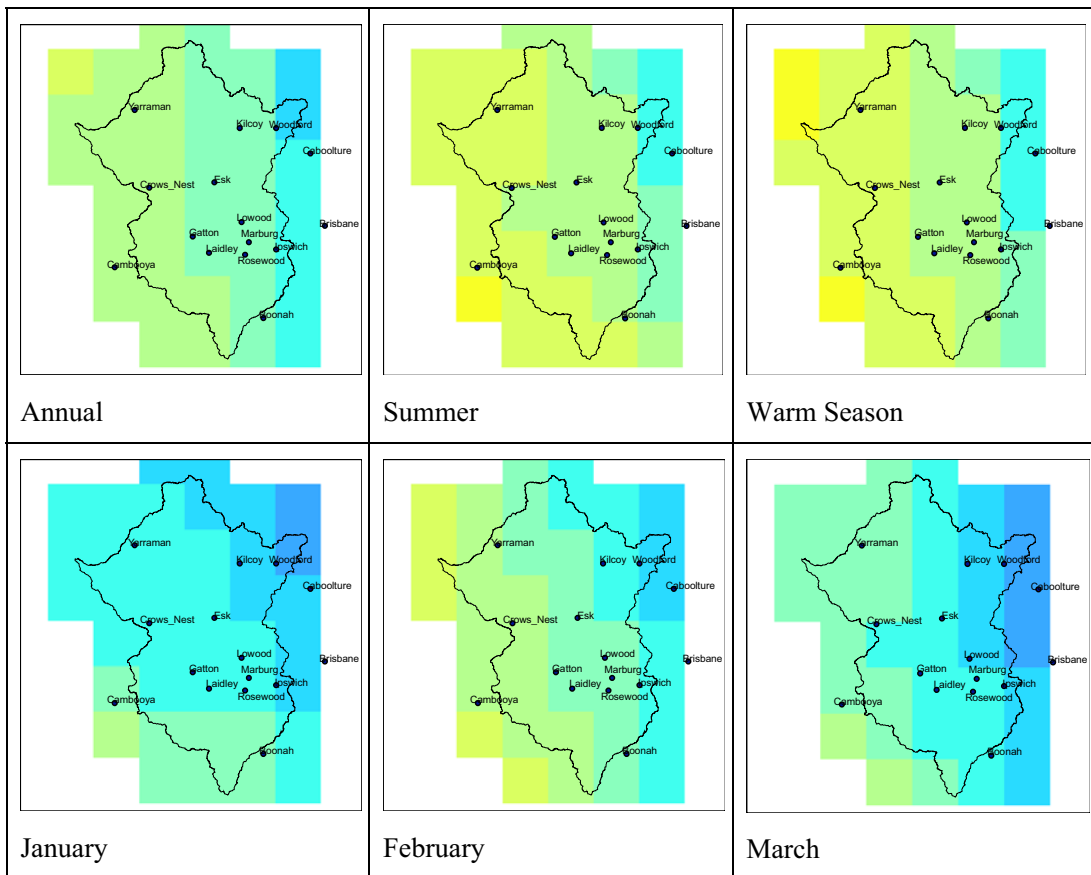 Yarraman
Kilcoy
Woodford
Caboolture
Crows_Nest
Esk
Lowood
Brisbane
Gatton
Marburg
Laidley
Ipswich
Rosewood
Cambooya
Boonah
Annual
Yarraman
Kilcoy
Woodford
Caboolture
Crows_Nest
Esk
Lowood
Brisbane
Gatton
Marburg
Laidley
Ipswich
Rosewood
Cambooya
Boonah
Summer
Yarraman
Kilcoy
Woodford
Caboolture
Crows_Nest
Esk
Lowood
Brisbane
Gatton
Marburg
Laidley
Ipswich
Rosewood
Cambooya
Boonah
Warm Season
Yarraman
Kilcoy
Woodford
Caboolture
Crows_Nest
Esk
Lowood
Brisbane
Gatton
Marburg
Laidley
Ipswich
Rosewood
Cambooya
Boonah
January
Yarraman
Kilcoy
Woodford
Caboolture
Crows_Nest
Esk
Lowood
Brisbane
Gatton
Marburg
Laidley
Ipswich
Rosewood
Cambooya
Boonah
February
Yarraman
Kilcoy
Woodford
Caboolture
Crows_Nest
Esk
Lowood
Brisbane
Gatton
Marburg
Laidley
Ipswich
Rosewood
Cambooya
Boonah
March